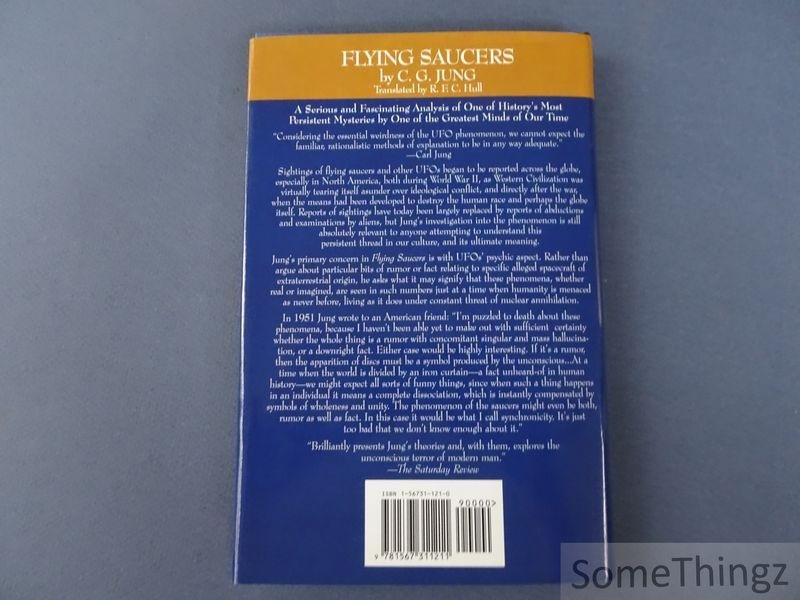 FLYING SAUCERS
by C. G. JUNG
Translated by R. F. C. Hull
A Serious and Fascinating Analysis of One of History's Most
Persistent Mysteries by One of the Greatest Minds of Our Time
"Considering the essential weirdness of the UFO phenomenon, we cannot expect the
familiar, rationalistic methods of explanation to be in any way adequate."
—Carl Jung
Sightings of flying saucers and other UFOs began to be reported across the globe,
especially in North America, both during World War II, as Western Civilization was
virtually tearing itself asunder over ideological conflict, and directly after the war,
when the means had been developed to destroy the human race and perhaps the globe
itself. Reports of sightings have today been largely replaced by reports of abductions
and examinations by aliens, but Jung's investigation into the phenomenon is still
absolutely relevant to anyone attempting to understand this
persistent thread in our culture, and its ultimate meaning.
Jung's primary concern in Flying Saucers is with UFOs' psychic aspect. Rather than
argue about particular bits of rumor or fact relating to specific alleged spacecraft of
extraterrestrial origin, he asks what it may signify that these phenomena, whether
real or imagined, are seen in such numbers just at a time when humanity is menaced
as never before, living as it does under constant threat of nuclear annihilation.
In 1951 Jung wrote to an American friend: "I'm puzzled to death about these
phenomena, because I haven't been able yet to make out with sufficient certainty
whether the whole thing is a rumor with concomitant singular and mass hallucina-
tion, or a downright fact. Either case would be highly interesting. If it's a rumor,
then the apparition of discs must be a symbol produced by the unconscious...At a
time when the world is divided by an iron curtain—a fact unheard-of in human
history—we might expect all sorts of funny things, since when such a thing happens
in an individual it means a complete dissociation, which is instantly compensated by
symbols of wholeness and unity. The phenomenon of the saucers might even be both,
rumor as well as fact. In this case it would be what I call synchronicity. It's just
too bad that we don't know enough about it."
"Brilliantly presents Jung's theories and, with them, explores the
unconscious terror of modern man."
—The Saturday Review
ISBN 1-56731-121-0
90000>
9 781567 311211
SomeThingz